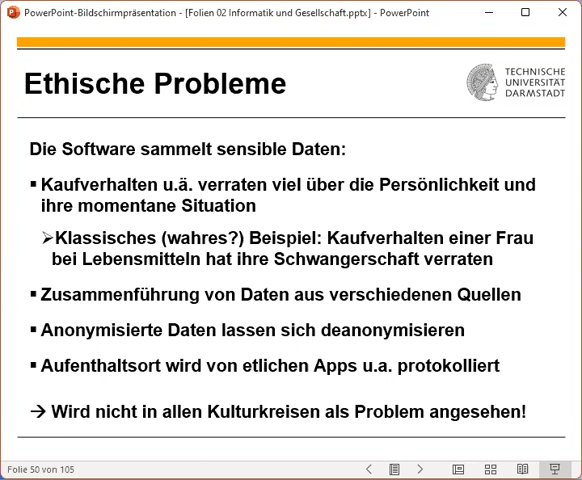 PowerPoint-Bildschirmpräsentation - [Folien 02 Informatik und Gesellschaft.pptx] - PowerPoint
Ethische Probleme
TECHNISCHE
UNIVERSITÄT
DARMSTADT
Die Software sammelt sensible Daten:
▪ Kaufverhalten u.ä. verraten viel über die Persönlichkeit und
ihre momentane Situation
➢Klassisches (wahres?) Beispiel: Kaufverhalten einer Frau
bei Lebensmitteln hat ihre Schwangerschaft verraten
▪ Zusammenführung von Daten aus verschiedenen Quellen
▪ Anonymisierte Daten lassen sich deanonymisieren
▪ Aufenthaltsort wird von etlichen Apps u.a. protokolliert
→ Wird nicht in allen Kulturkreisen als Problem angesehen!
Folie 50 von 105